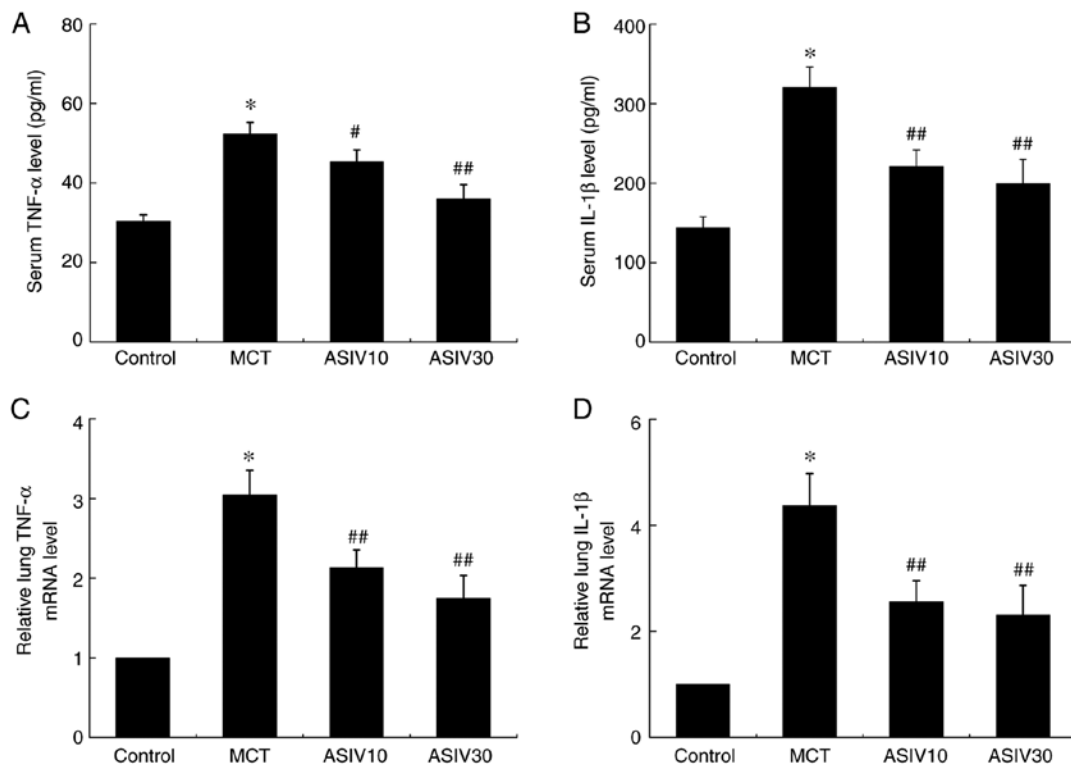 A
Serum TNF-α level (pg/ml)
80
60
40
20
0
*
#
##
Control MCT ASIV10 ASIV30
B
Serum IL-1β level (pg/ml)
400
300
200
100
0
*
##
##
Control MCT ASIV10 ASIV30
C
Relative lung TNF-α
mRNA level
4
3
2
1
0
*
##
##
Control MCT ASIV10 ASIV30
D
Relative lung IL-1β
mRNA level
6
4
2
0
*
##
##
Control MCT ASIV10 ASIV30